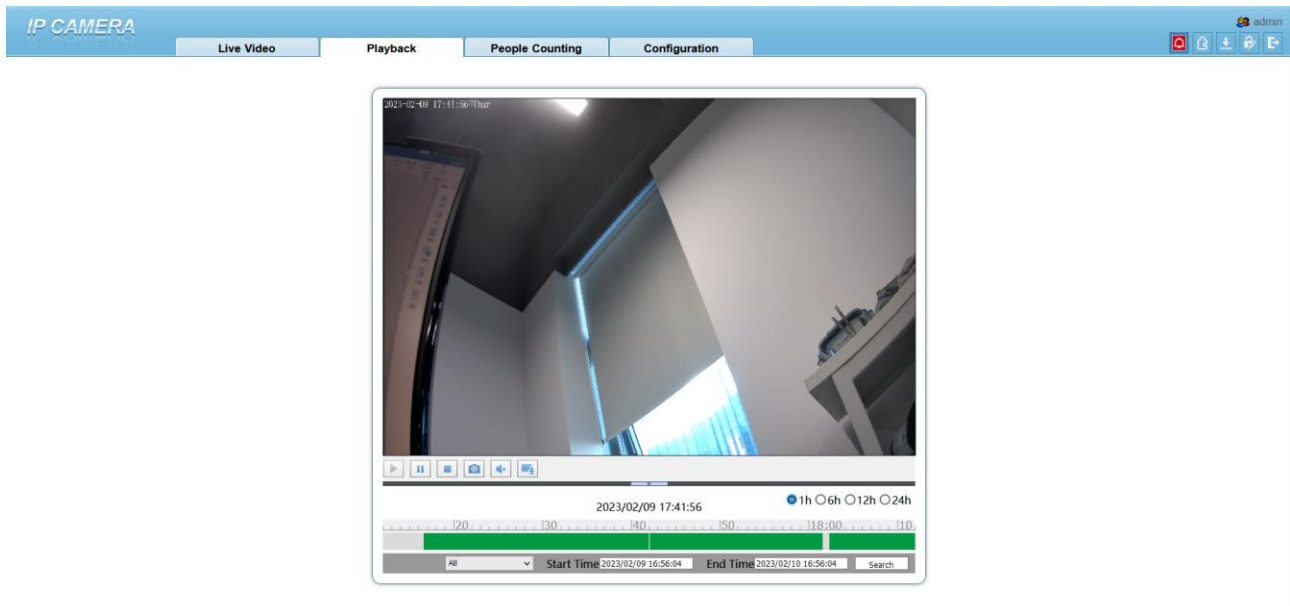 IP CAMERA
admin
Live Video
Playback
People Counting
Configuration
2023-02-09 17:41:56 Thur
2023/02/09 17:41:56
1h 6h 12h 24h
20 30 40 50 18:00 10
All
Start Time 2023/02/09 16:56:04
End Time 2023/02/10 16:56:04
Search